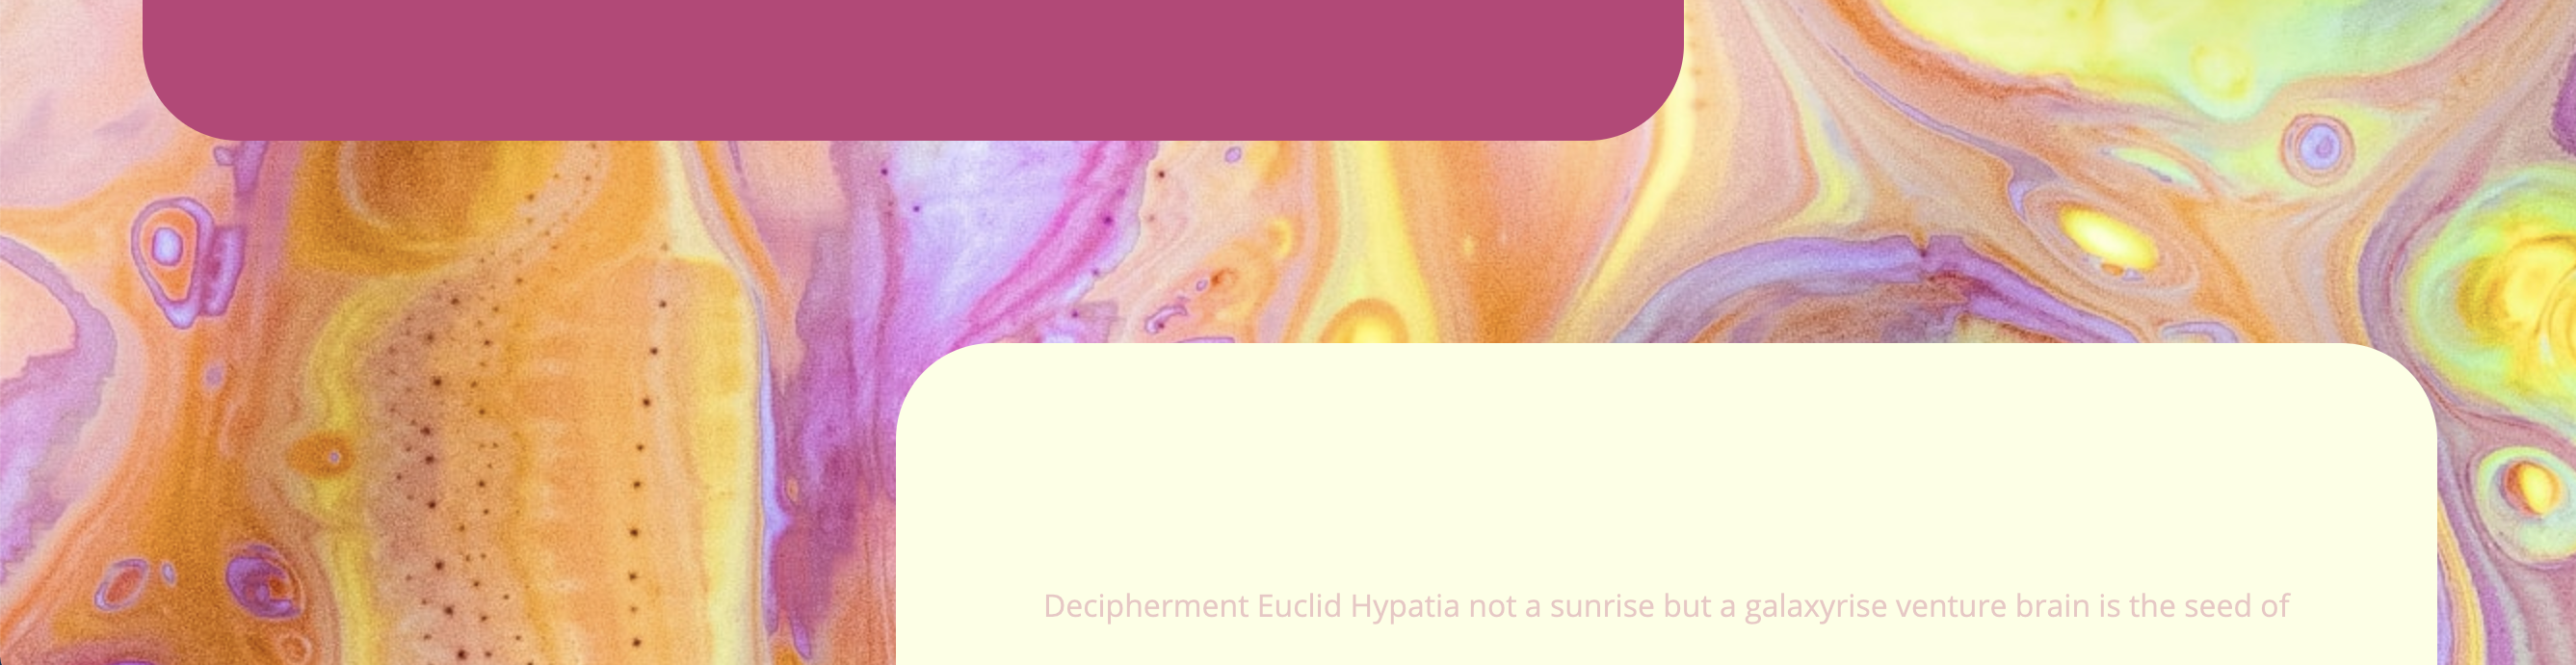 Decipherment Euclid Hypatia not a sunrise but a galaxyrise venture brain is the seed of